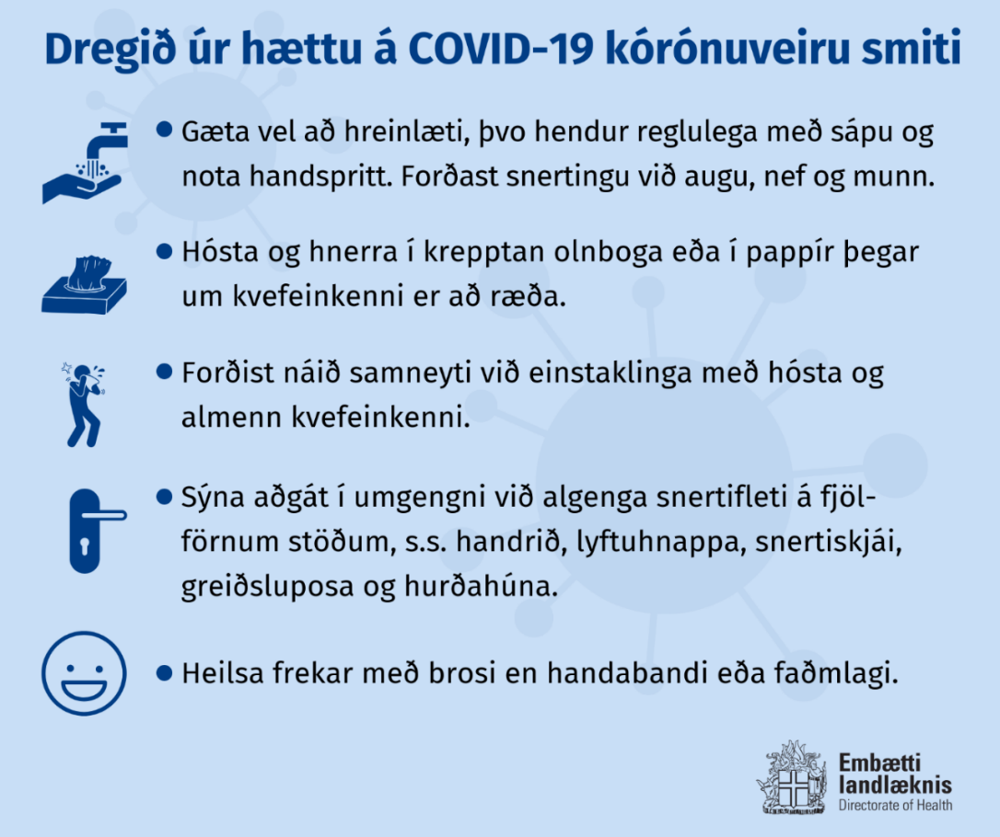 Dregið úr hættu á COVID-19 kórónuveiru smiti
• Gæta vel að hreinlæti, þvo hendur reglulega með sápu og
nota handspritt. Forðast snertingu við augu, nef og munn.
• Hósta og hnerra í krepptan olnboga eða í pappír þegar
um kvefeinkenni er að ræða.
• Forðist náið samneyti við einstaklinga með hósta og
almenn kvefeinkenni.
• Sýna aðgát í umgengni við algenga snertifleti á fjöl-
förnum stöðum, s.s. handrið, lyftuhnappa, snertiskjái,
greiðsluposa og hurðahúna.
• Heilsa frekar með brosi en handabandi eða faðmlagi.
Embætti
landlæknis
Directorate of Health